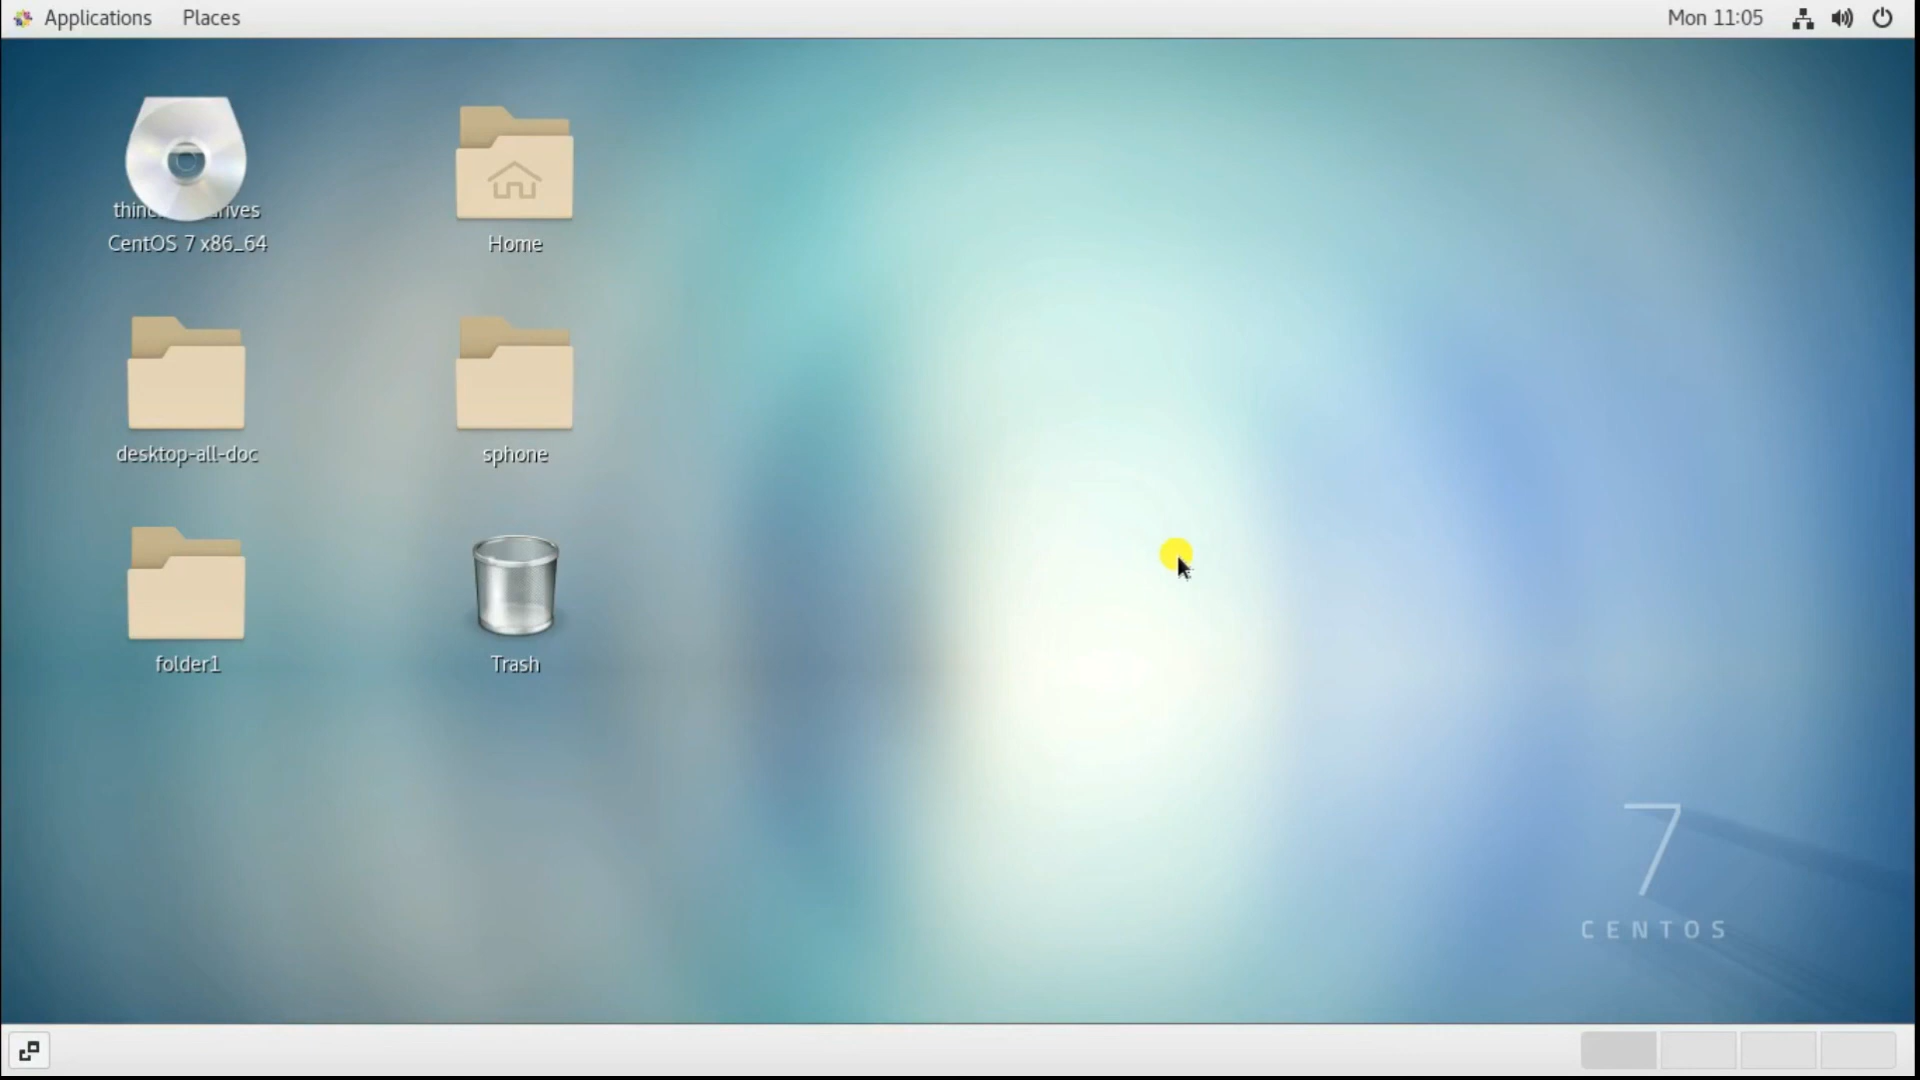 Applications Places Mon 11:05
CentOS 7 x86_64
Home
desktop-all-doc
sphone
folder1
Trash
7
CENTOS